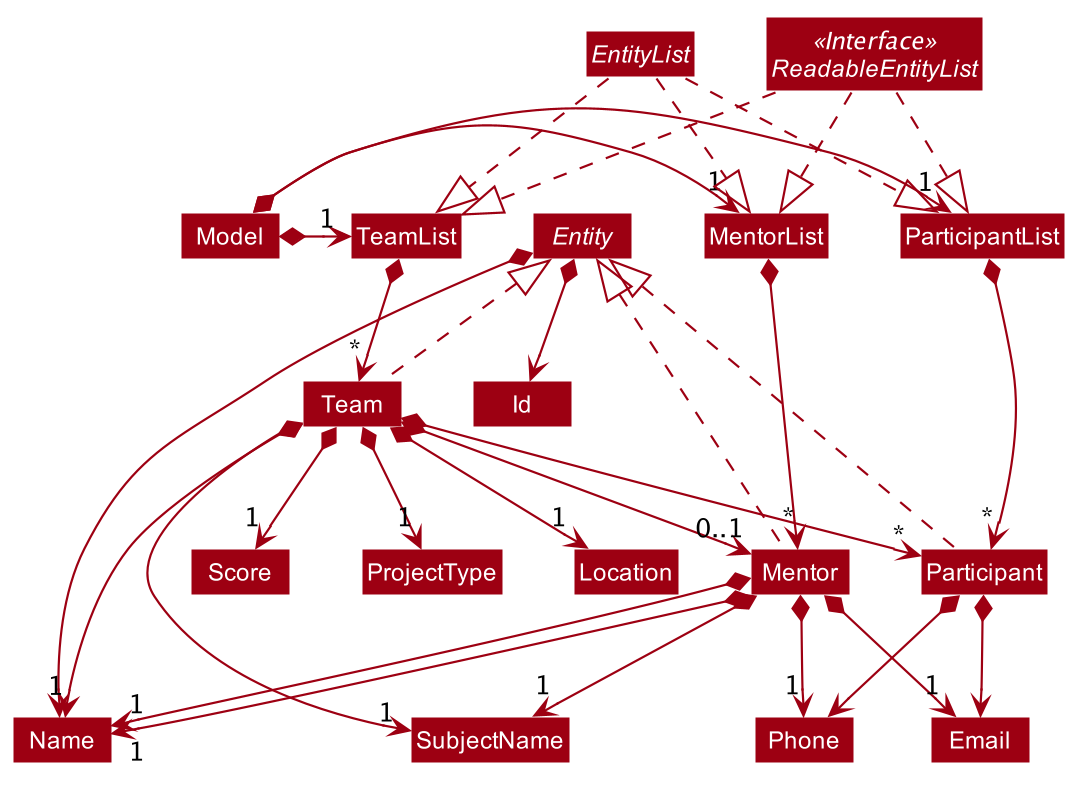 «Interface»
EntityList
ReadableEntityList
1
1
1
Model
TeamList
Entity
MentorList
ParticipantList
*
Team
Id
1
1
1
0..1
*
*
*
Score
ProjectType
Location
Mentor
Participant
1
1
1
1
1
1
1
Name
SubjectName
Phone
Email